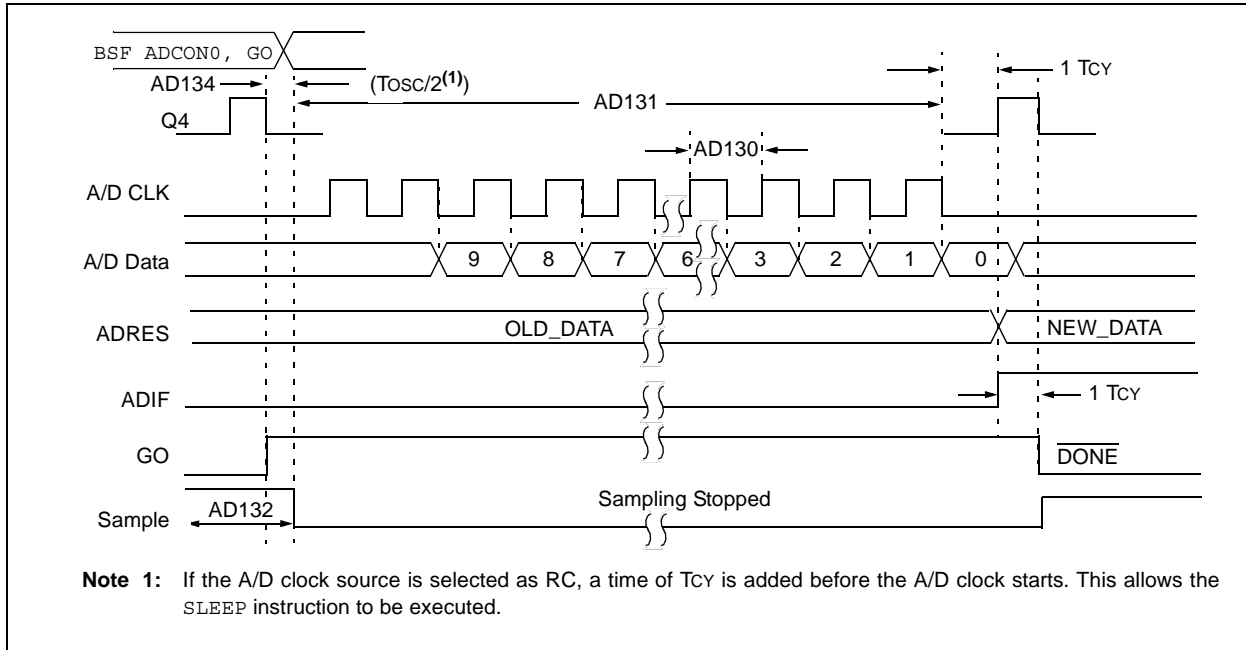 BSF ADCON0, GO
AD134
(TOSC/2(1))
1 TCY
AD131
Q4
AD130
A/D CLK
A/D Data
9 8 7 6 3 2 1 0
ADRES
OLD_DATA
NEW_DATA
ADIF
1 TCY
GO
DONE
Sample
AD132
Sampling Stopped
Note 1: If the A/D clock source is selected as RC, a time of TCY is added before the A/D clock starts. This allows the
SLEEP instruction to be executed.